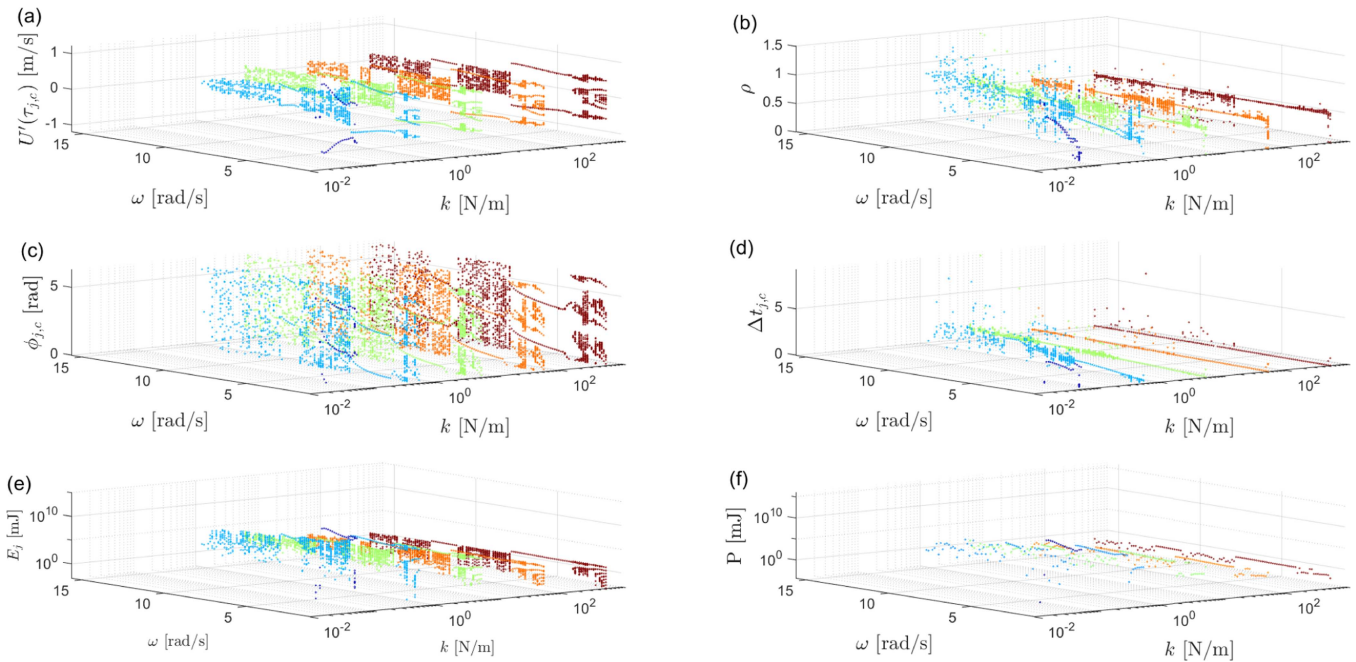 (a)
U′(τ_{j,c}) [m/s]
1
0
-1
15
10
5
ω [rad/s]
10^{-2}
10^{0}
10^{2}
k [N/m]
(b)
ρ
1.5
1
0.5
0
15
10
5
ω [rad/s]
10^{-2}
10^{0}
10^{2}
k [N/m]
(c)
ϕ_{j,c} [rad]
5
0
15
10
5
ω [rad/s]
10^{-2}
10^{0}
10^{2}
k [N/m]
(d)
Δt_{j,c}
5
0
15
10
5
ω [rad/s]
10^{-2}
10^{0}
10^{2}
k [N/m]
(e)
E_j [mJ]
10^{10}
10^{0}
15
10
5
ω [rad/s]
10^{-2}
10^{0}
10^{2}
k [N/m]
(f)
P [mJ]
10^{10}
10^{0}
15
10
5
ω [rad/s]
10^{-2}
10^{0}
10^{2}
k [N/m]